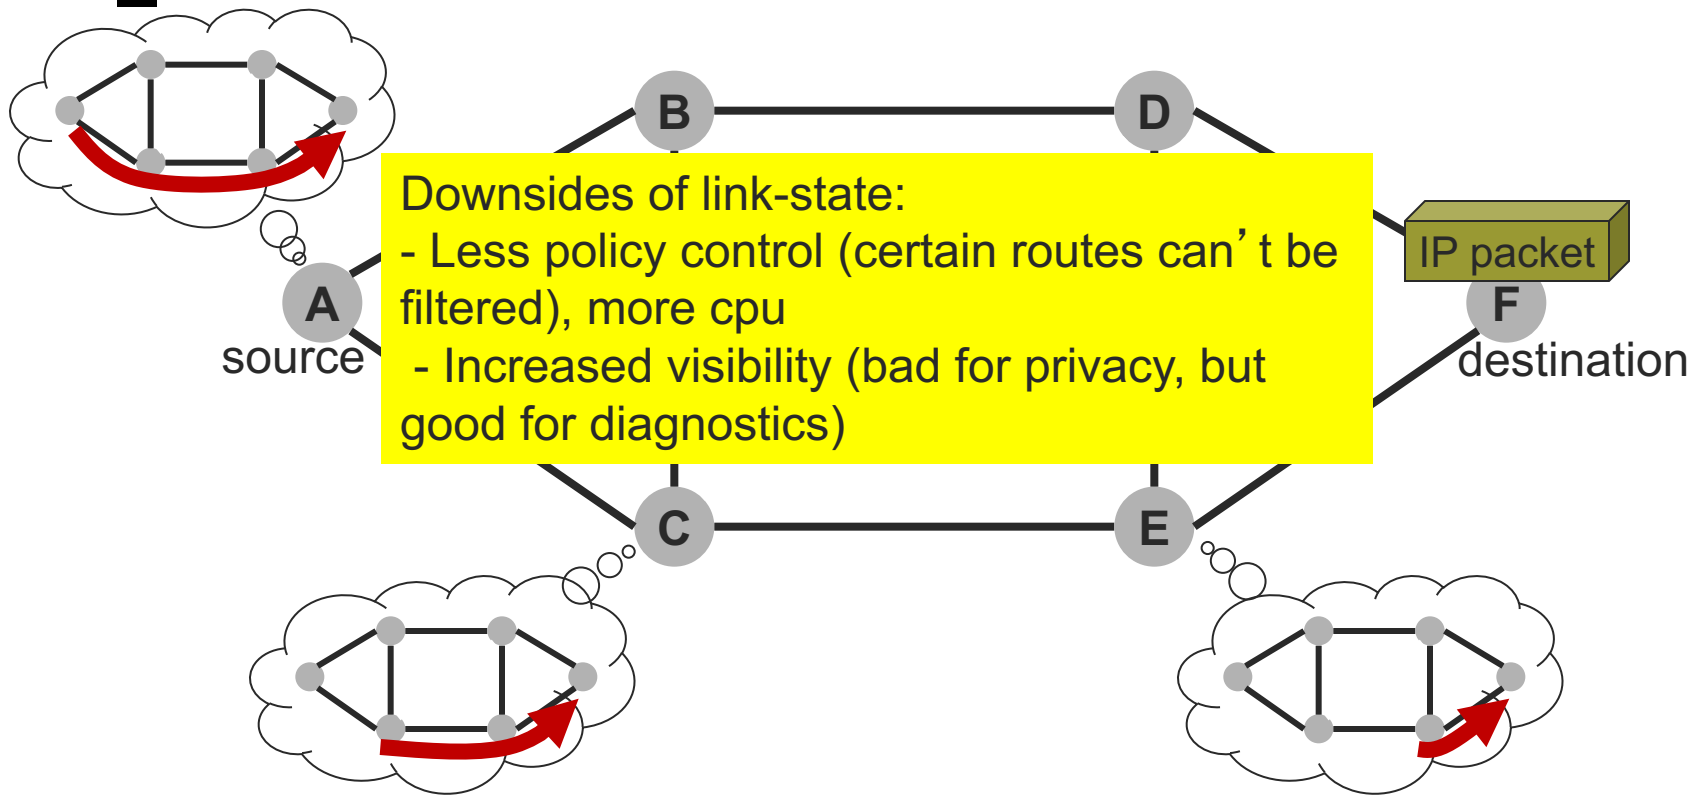 B
D
Downsides of link-state:
- Less policy control (certain routes can’t be
filtered), more cpu
- Increased visibility (bad for privacy, but
good for diagnostics)
IP packet
A
source
F
destination
C
E